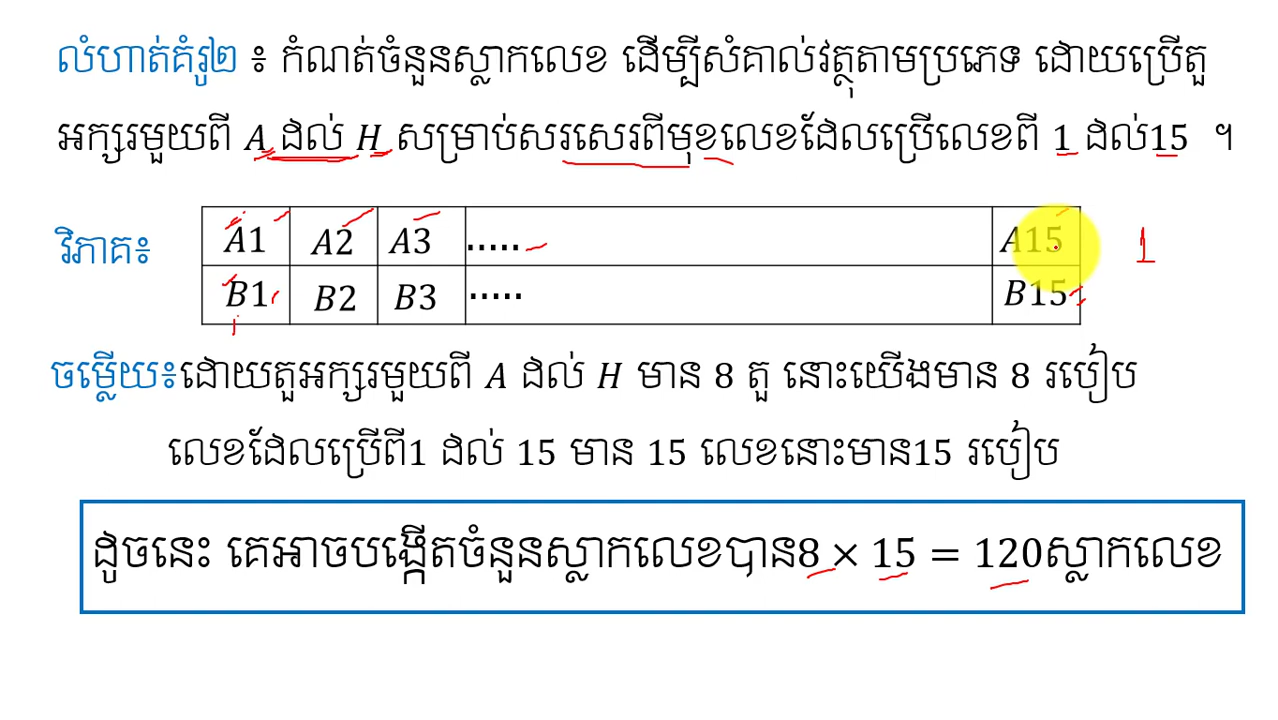 លំហាត់គំរូ២ ៖ កំណត់ចំនួនស្លាកលេខ ដើម្បីសំគាល់វត្ថុតាមប្រភេទ ដោយប្រើតួ
អក្សរមួយពី A ដល់ H សម្រាប់សរសេរពីមុខលេខដែលប្រើលេខពី 1 ដល់15 ។
វិភាគ៖ A1 A2 A3 ..... A15 1
B1 B2 B3 ..... B15
ចម្លើយ៖ដោយតួអក្សរមួយពី A ដល់ H មាន 8 តួ នោះយើងមាន 8 របៀប
លេខដែលប្រើពី1 ដល់ 15 មាន 15 លេខនោះមាន15 របៀប
ដូចនេះ គេអាចបង្កើតចំនួនស្លាកលេខបាន8 × 15 = 120ស្លាកលេខ